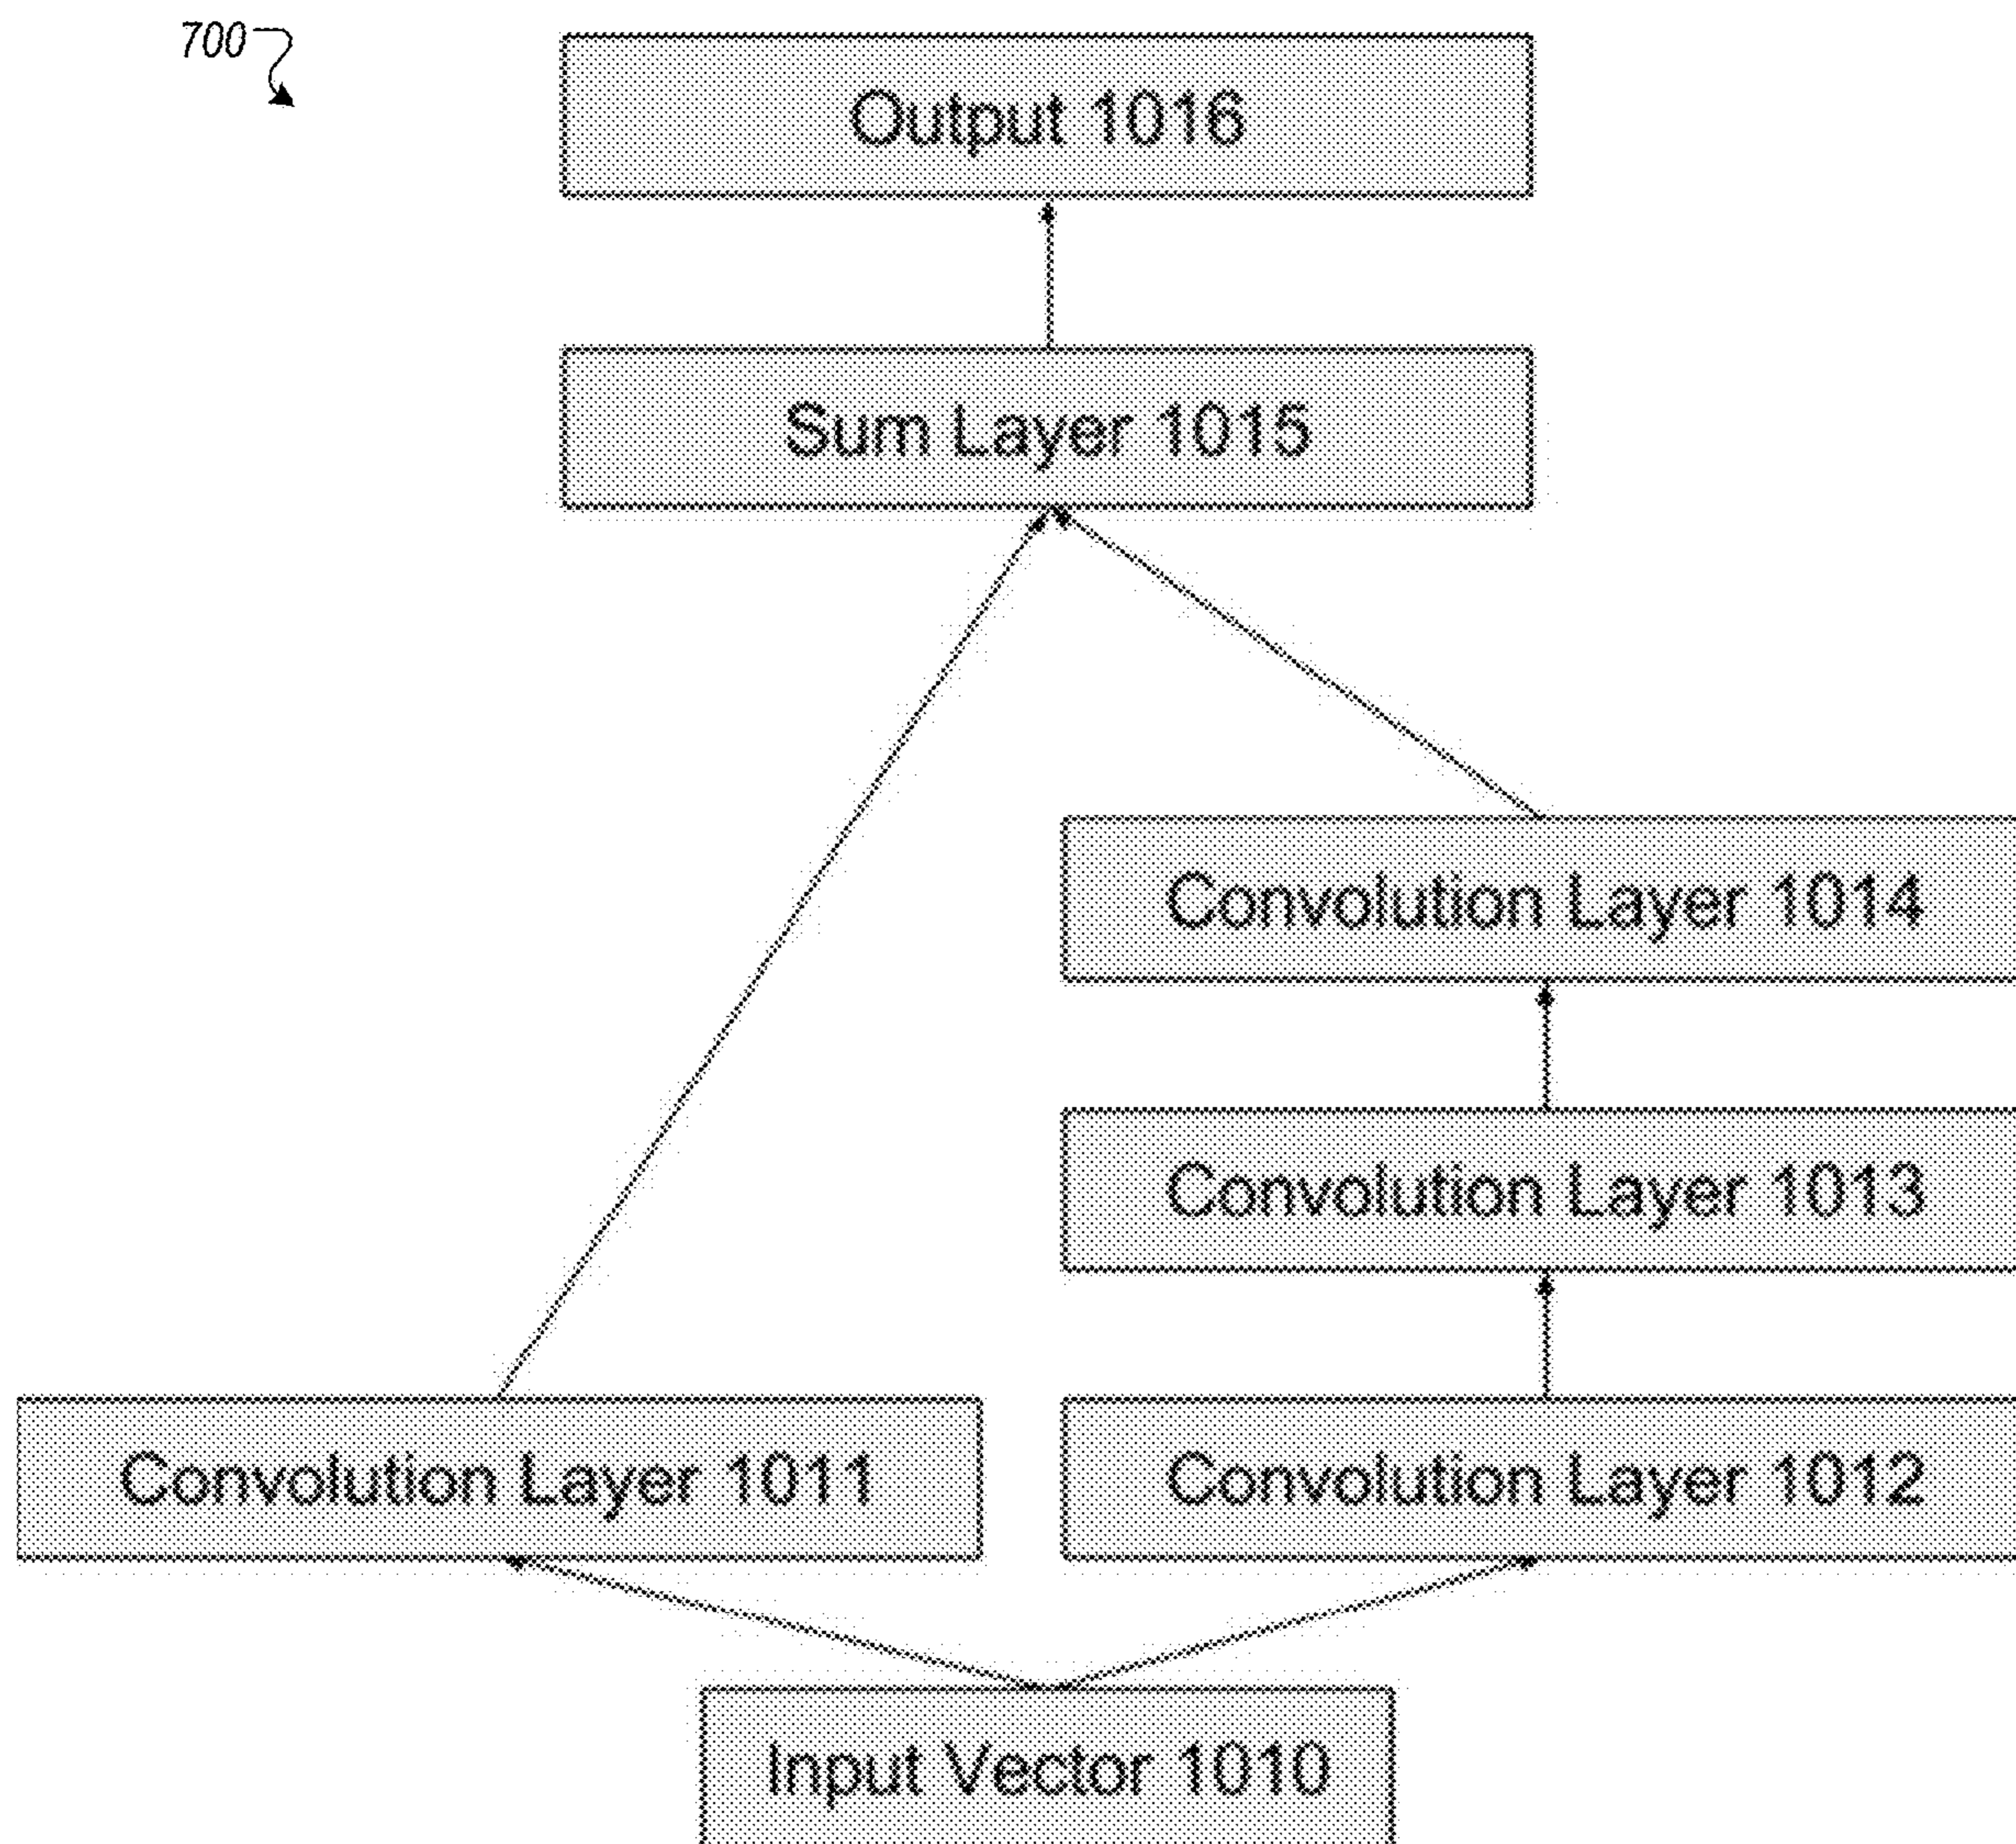 700
Output 1016
Sum Layer 1015
Convolution Layer 1014
Convolution Layer 1013
Convolution Layer 1011
Convolution Layer 1012
Input Vector 1010